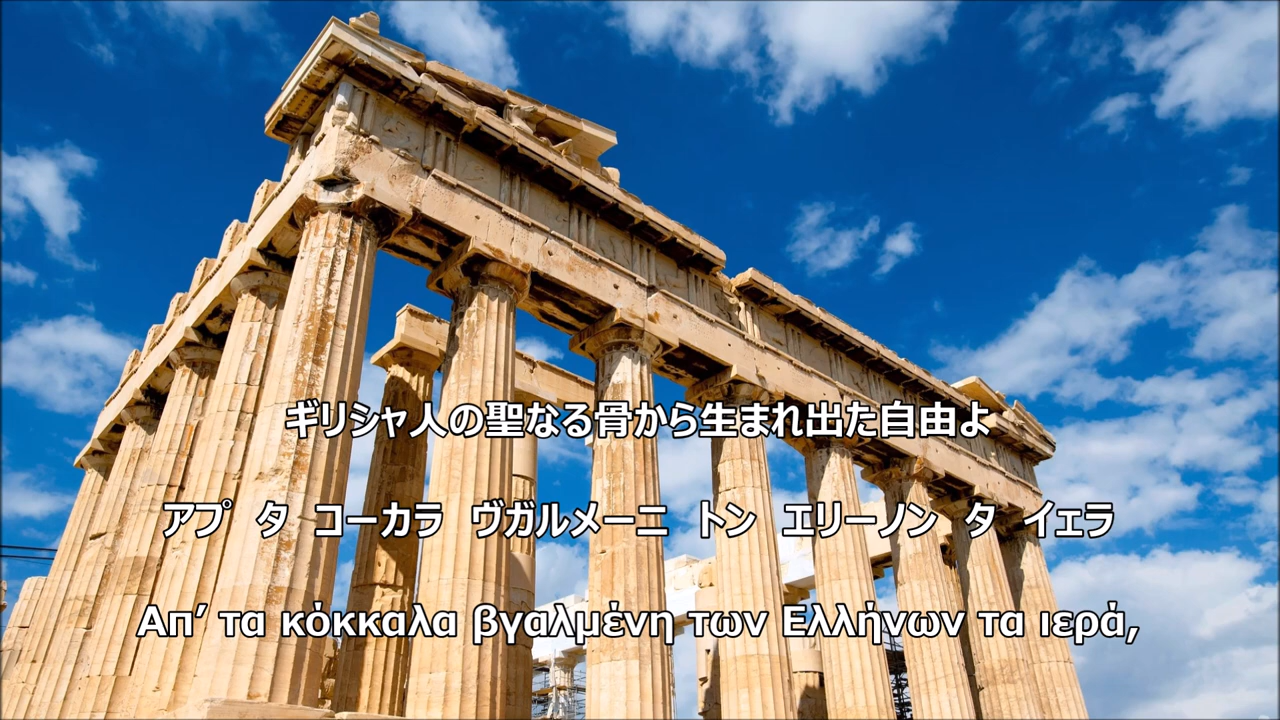 ギリシャ人の聖なる骨から生まれ出た自由よ
アプ タ コーカラ ヴガルメーニ トン エリーノン タ イェラ
Απ’ τα κόκκαλα βγαλμένη των Ελλήνων τα ιερά,